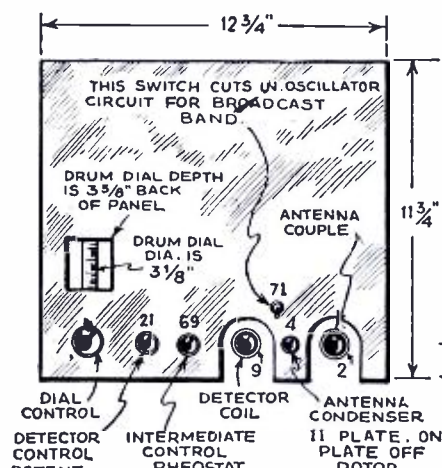 12 3/4"
THIS SWITCH CUTS IN OSCILLATOR
CIRCUIT FOR BROADCAST
BAND.
DRUM DIAL DEPTH
IS 3 5/8" BACK
OF PANEL
ANTENNA
COUPLE
11 3/4"
DRUM DIAL
DIA. IS
3 1/8"
71
21
69
4
9
2
DIAL
CONTROL
DETECTOR
COIL
ANTENNA
CONDENSER
DETECTOR
CONTROL
INTERMEDIATE
CONTROL
RHEOSTAT
11 PLATE. ON
PLATE OFF
ROTOR